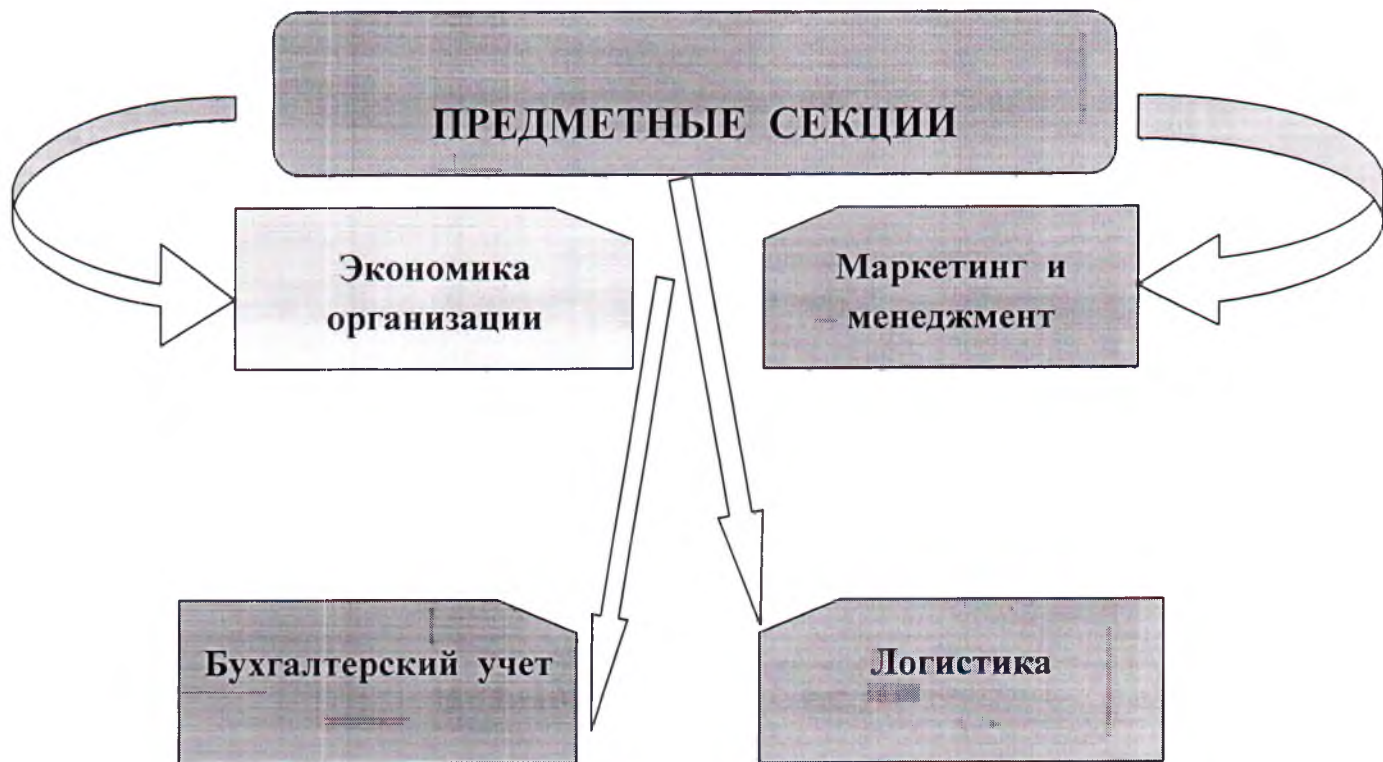 ПРЕДМЕТНЫЕ СЕКЦИИ
Экономика
организации
Маркетинг и
менеджмент
Бухгалтерский учет
Логистика